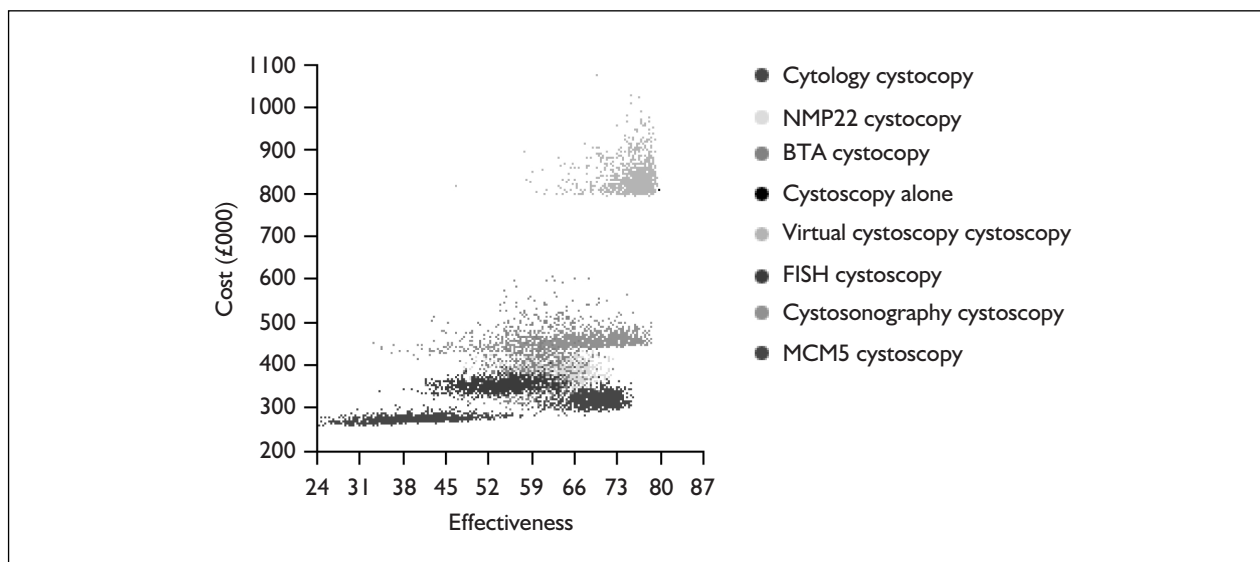 1100
1000
900
800
700
600
500
400
300
200
Cost (£000)
24 31 38 45 52 59 66 73 80 87
Effectiveness
Cytology cystocopy
NMP22 cystocopy
BTA cystocopy
Cystoscopy alone
Virtual cystoscopy cystoscopy
FISH cystoscopy
Cystosonography cystoscopy
MCM5 cystoscopy